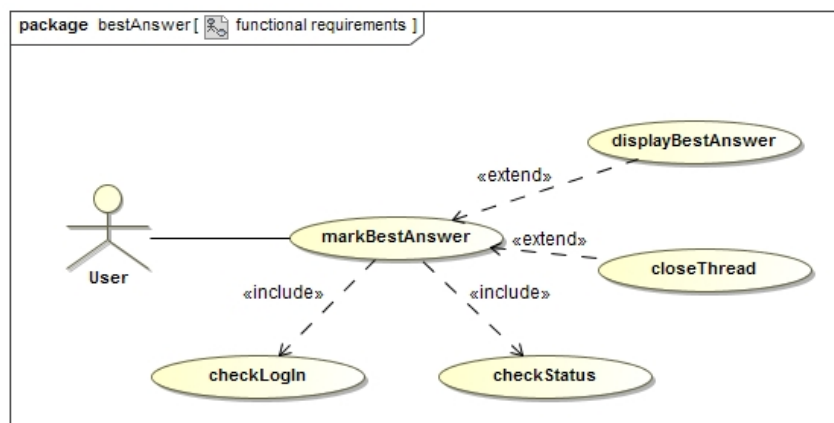 package bestAnswer[ functional requirements ]
displayBestAnswer
«extend»
markBestAnswer
«extend»
closeThread
User
«include»
«include»
checkLogIn
checkStatus